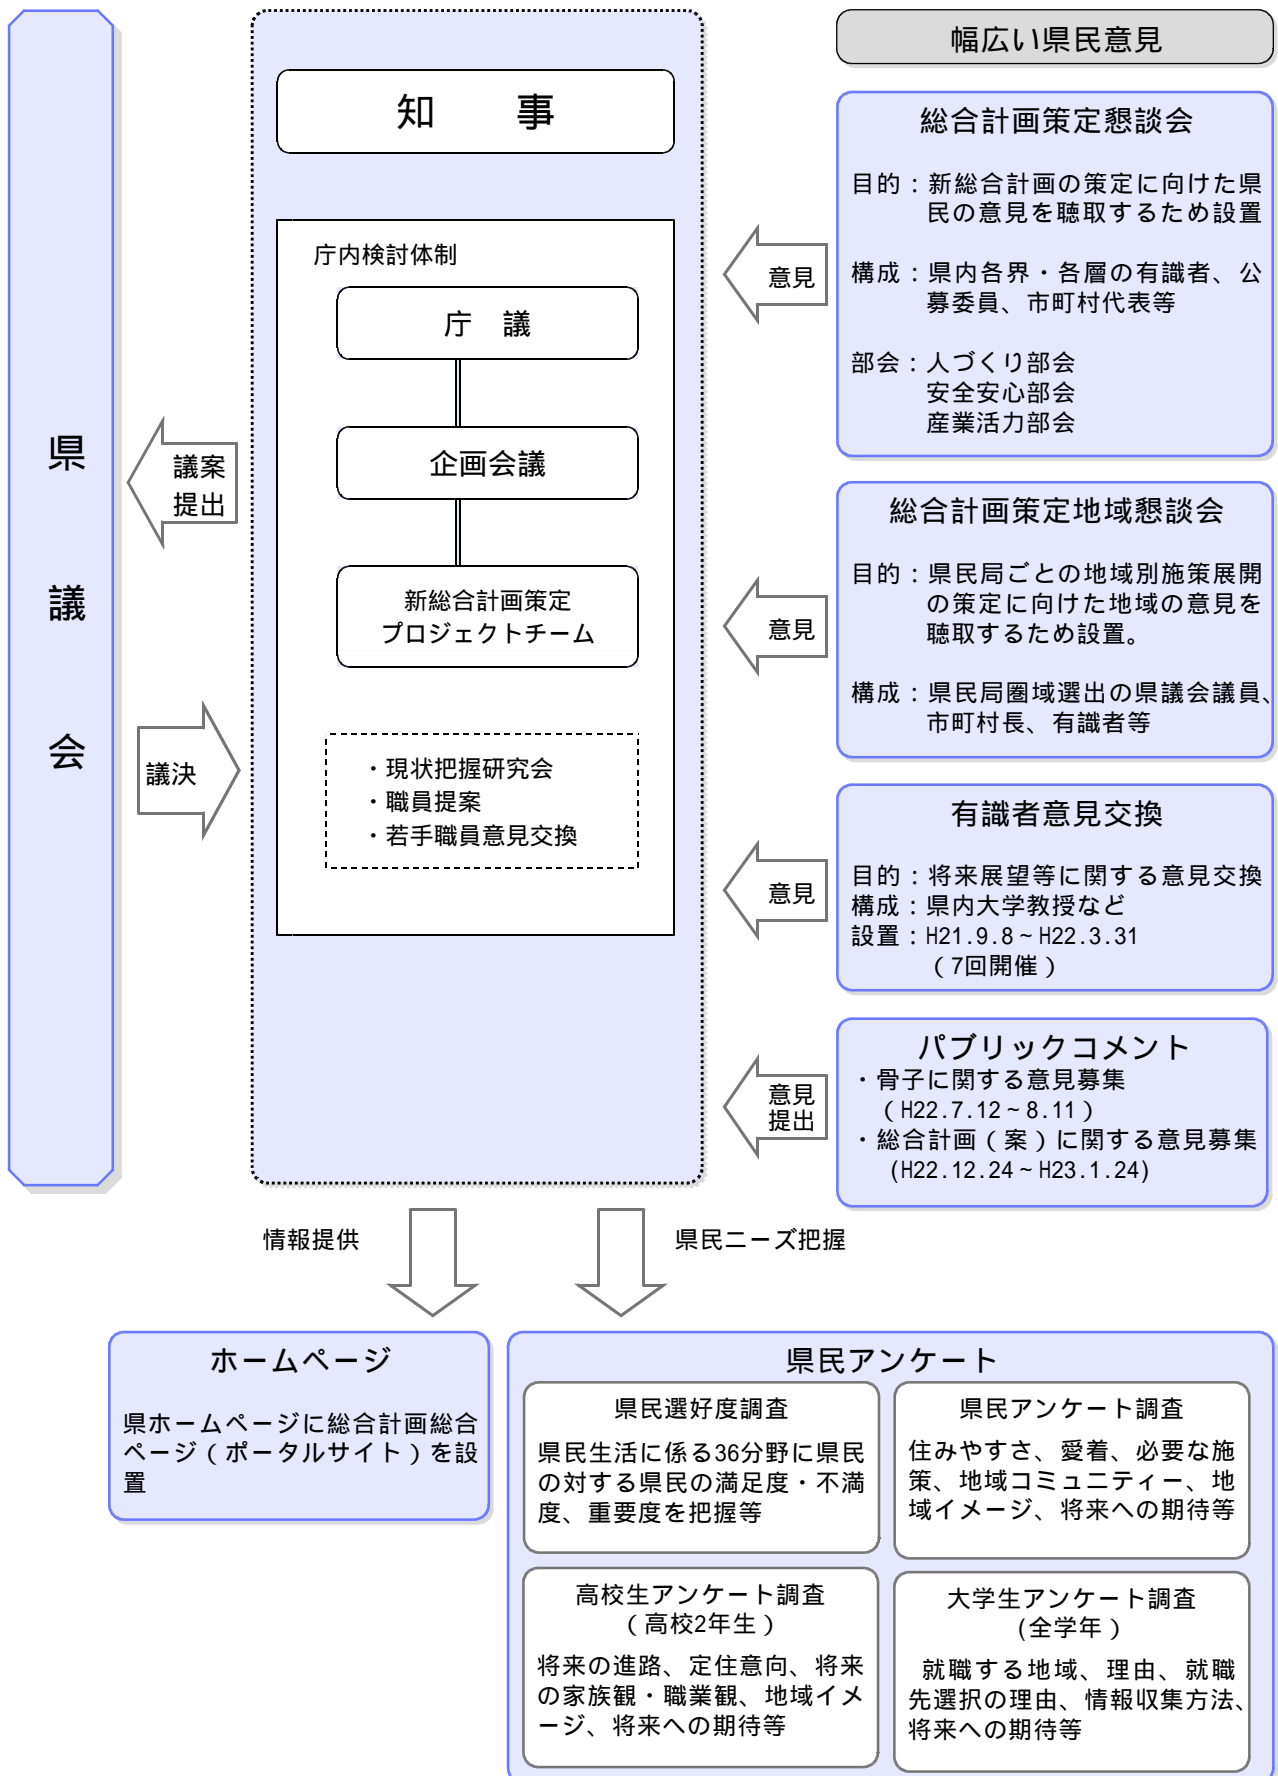 県議会
議案
提出
議決
知　　事
庁内検討体制
庁　議
企画会議
新総合計画策定
プロジェクトチーム
・現状把握研究会
・職員提案
・若手職員意見交換
幅広い県民意見
総合計画策定懇談会
目的：新総合計画の策定に向けた県
民の意見を聴取するため設置
構成：県内各界・各層の有識者、公
募委員、市町村代表等
部会：人づくり部会
安全安心部会
産業活力部会
意見
総合計画策定地域懇談会
目的：県民局ごとの地域別施策展開
の策定に向けた地域の意見を
聴取するため設置。
構成：県民局圏域選出の県議会議員、
市町村長、有識者等
意見
有識者意見交換
目的：将来展望等に関する意見交換
構成：県内大学教授など
設置：H21.9.8～H22.3.31
（7回開催）
意見
パブリックコメント
・骨子に関する意見募集
（H22.7.12～8.11）
・総合計画（案）に関する意見募集
(H22.12.24～H23.1.24)
意見
提出
情報提供
県民ニーズ把握
ホームページ
県ホームページに総合計画総合
ページ（ポータルサイト）を設
置
県民アンケート
県民選好度調査
県民生活に係る36分野に県民
の対する県民の満足度・不満
度、重要度を把握等
県民アンケート調査
住みやすさ、愛着、必要な施
策、地域コミュニティー、地
域イメージ、将来への期待等
高校生アンケート調査
（高校2年生）
将来の進路、定住意向、将来
の家族観・職業観、地域イメ
ージ、将来への期待等
大学生アンケート調査
(全学年）
就職する地域、理由、就職
先選択の理由、情報収集方法、
将来への期待等